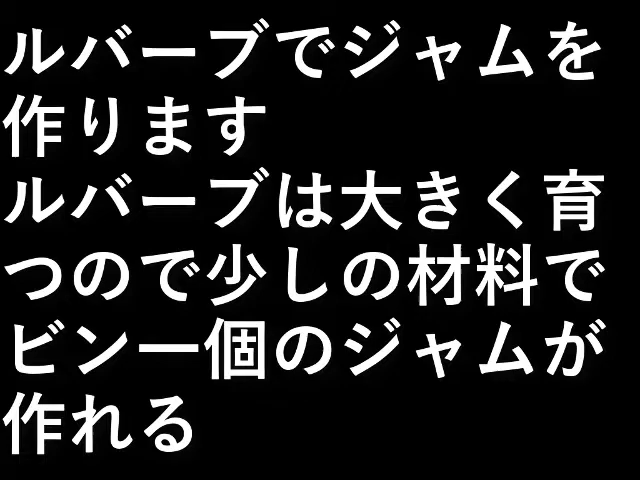 ルバーブでジャムを
作ります
ルバーブは大きく育
つので少しの材料で
ビン一個のジャムが
作れる